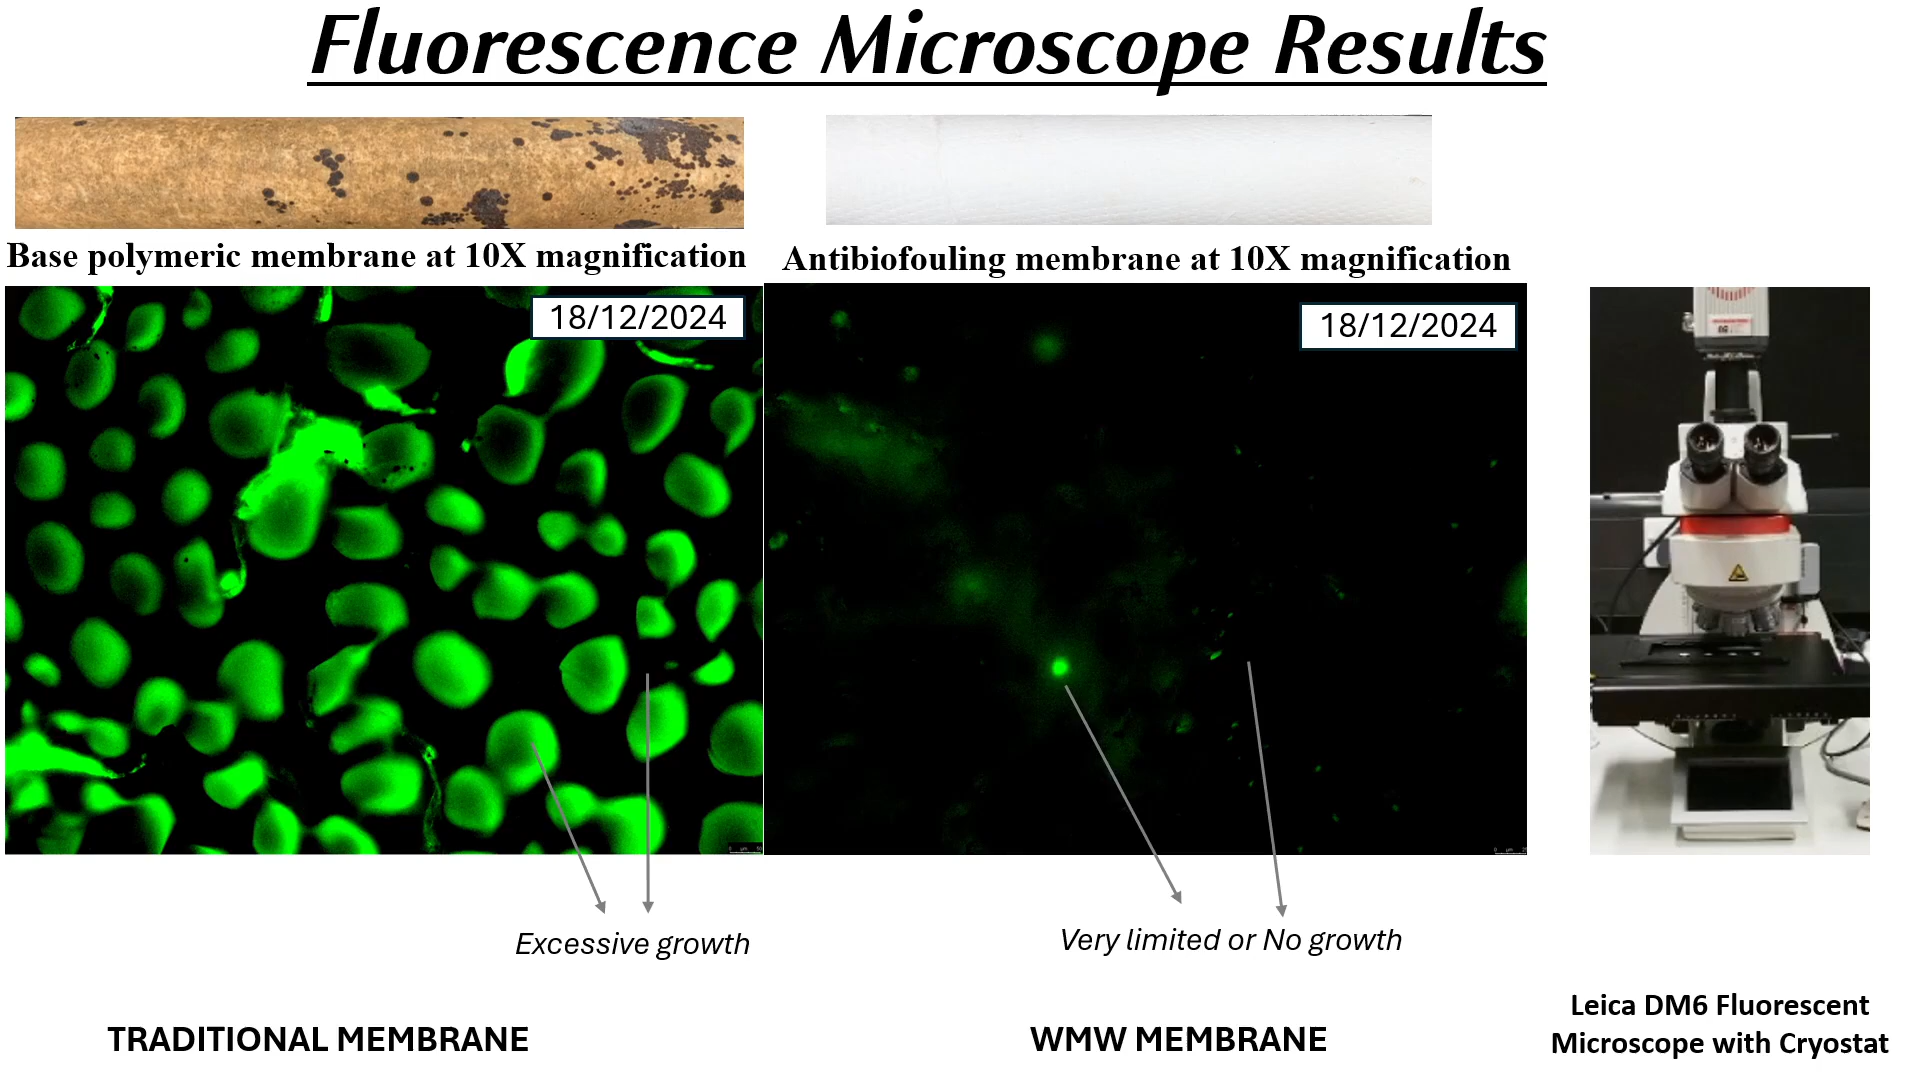 Fluorescence Microscope Results
Base polymeric membrane at 10X magnification
Antibiofouling membrane at 10X magnification
18/12/2024
18/12/2024
Excessive growth
Very limited or No growth
TRADITIONAL MEMBRANE
WMW MEMBRANE
Leica DM6 Fluorescent
Microscope with Cryostat